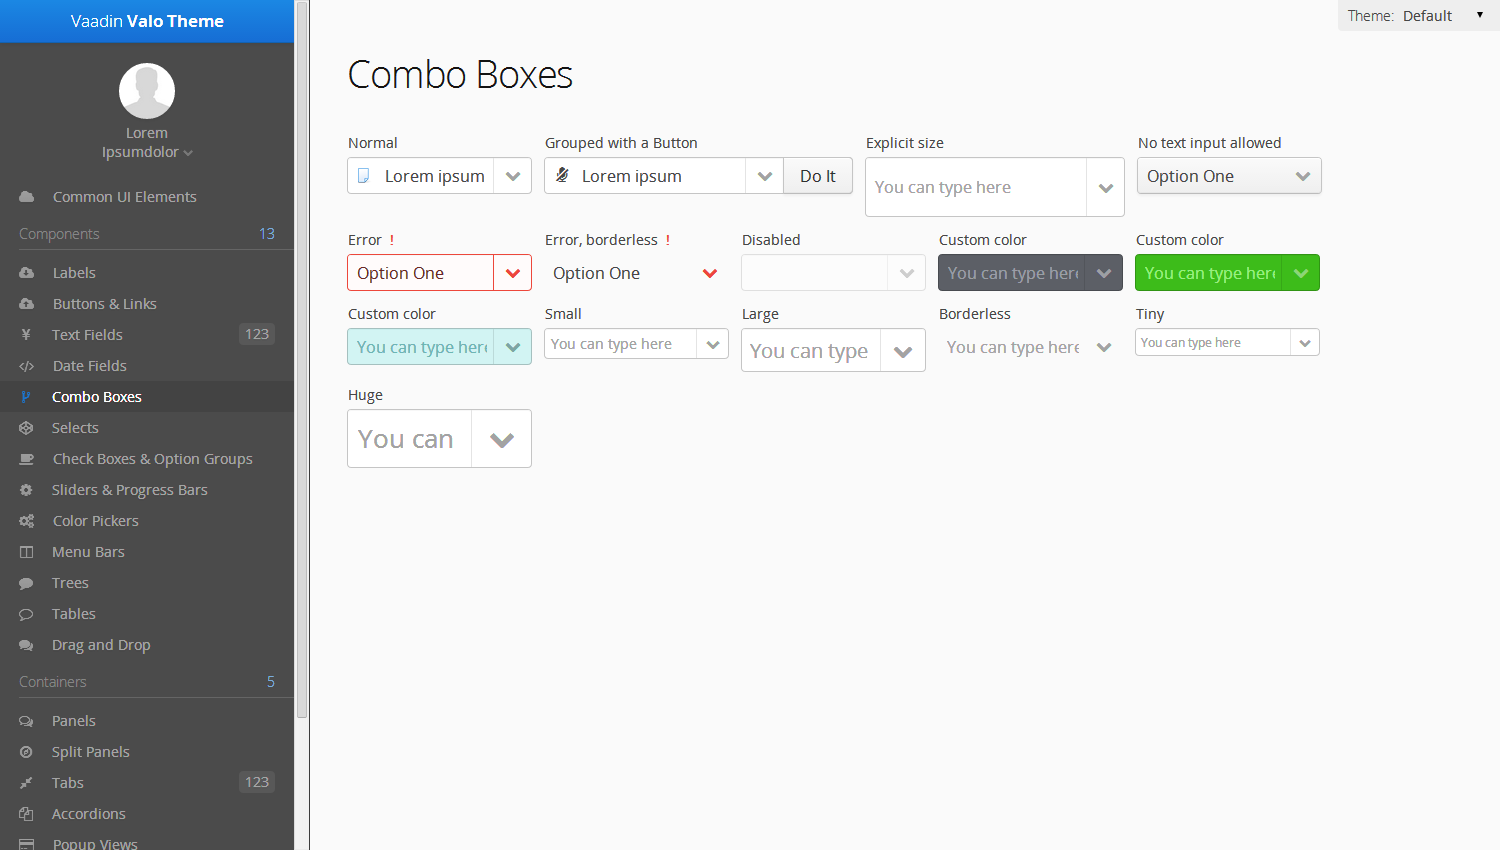 Vaadin Valo Theme
Lorem
Ipsumdolor
Common UI Elements
Components 13
Labels
Buttons & Links
Text Fields 123
Date Fields
Combo Boxes
Selects
Check Boxes & Option Groups
Sliders & Progress Bars
Color Pickers
Menu Bars
Trees
Tables
Drag and Drop
Containers 5
Panels
Split Panels
Tabs 123
Accordions
Popup Views
Theme: Default
Combo Boxes
Normal
Lorem ipsum
Grouped with a Button
Lorem ipsum Do It
Explicit size
You can type here
No text input allowed
Option One
Error !
Option One
Error, borderless !
Option One
Disabled
Custom color
You can type here
Custom color
You can type here
Custom color
You can type here
Small
You can type here
Large
You can type
Borderless
You can type here
Tiny
You can type here
Huge
You can